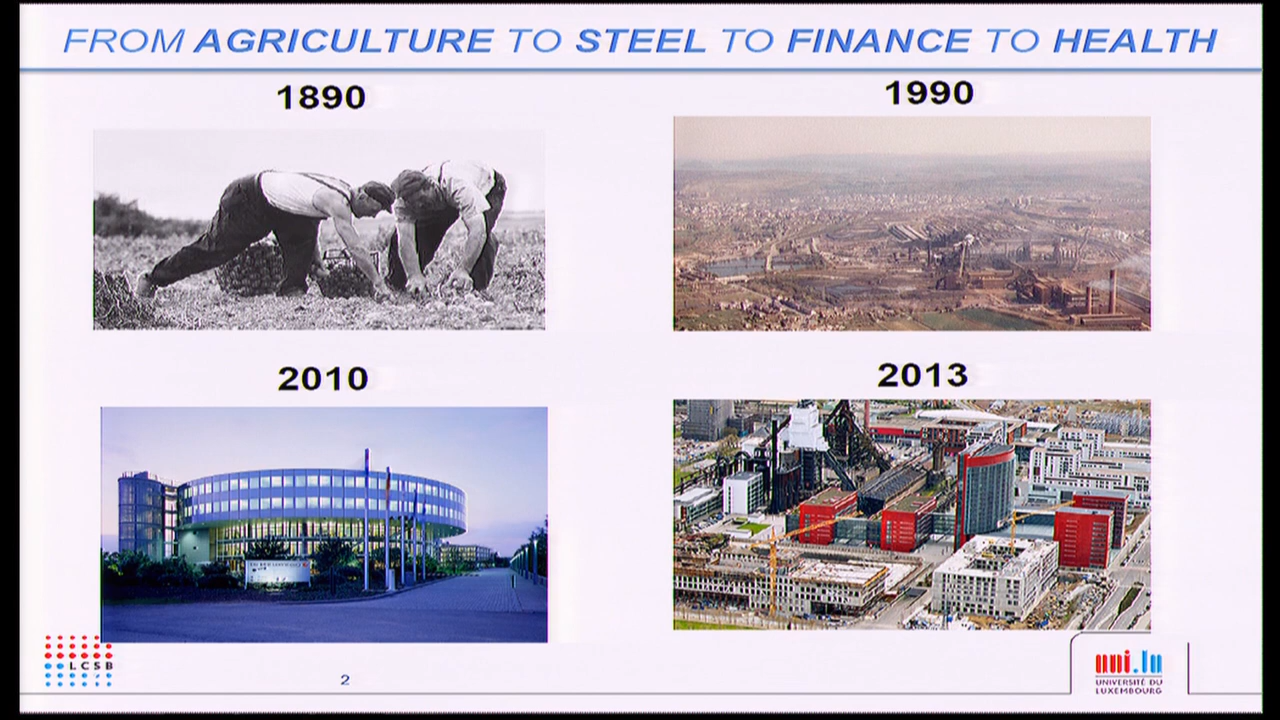 FROM AGRICULTURE TO STEEL TO FINANCE TO HEALTH
1890
1990
2010
2013
LCSB
2
uni.lu
UNIVERSITÉ DU
LUXEMBOURG